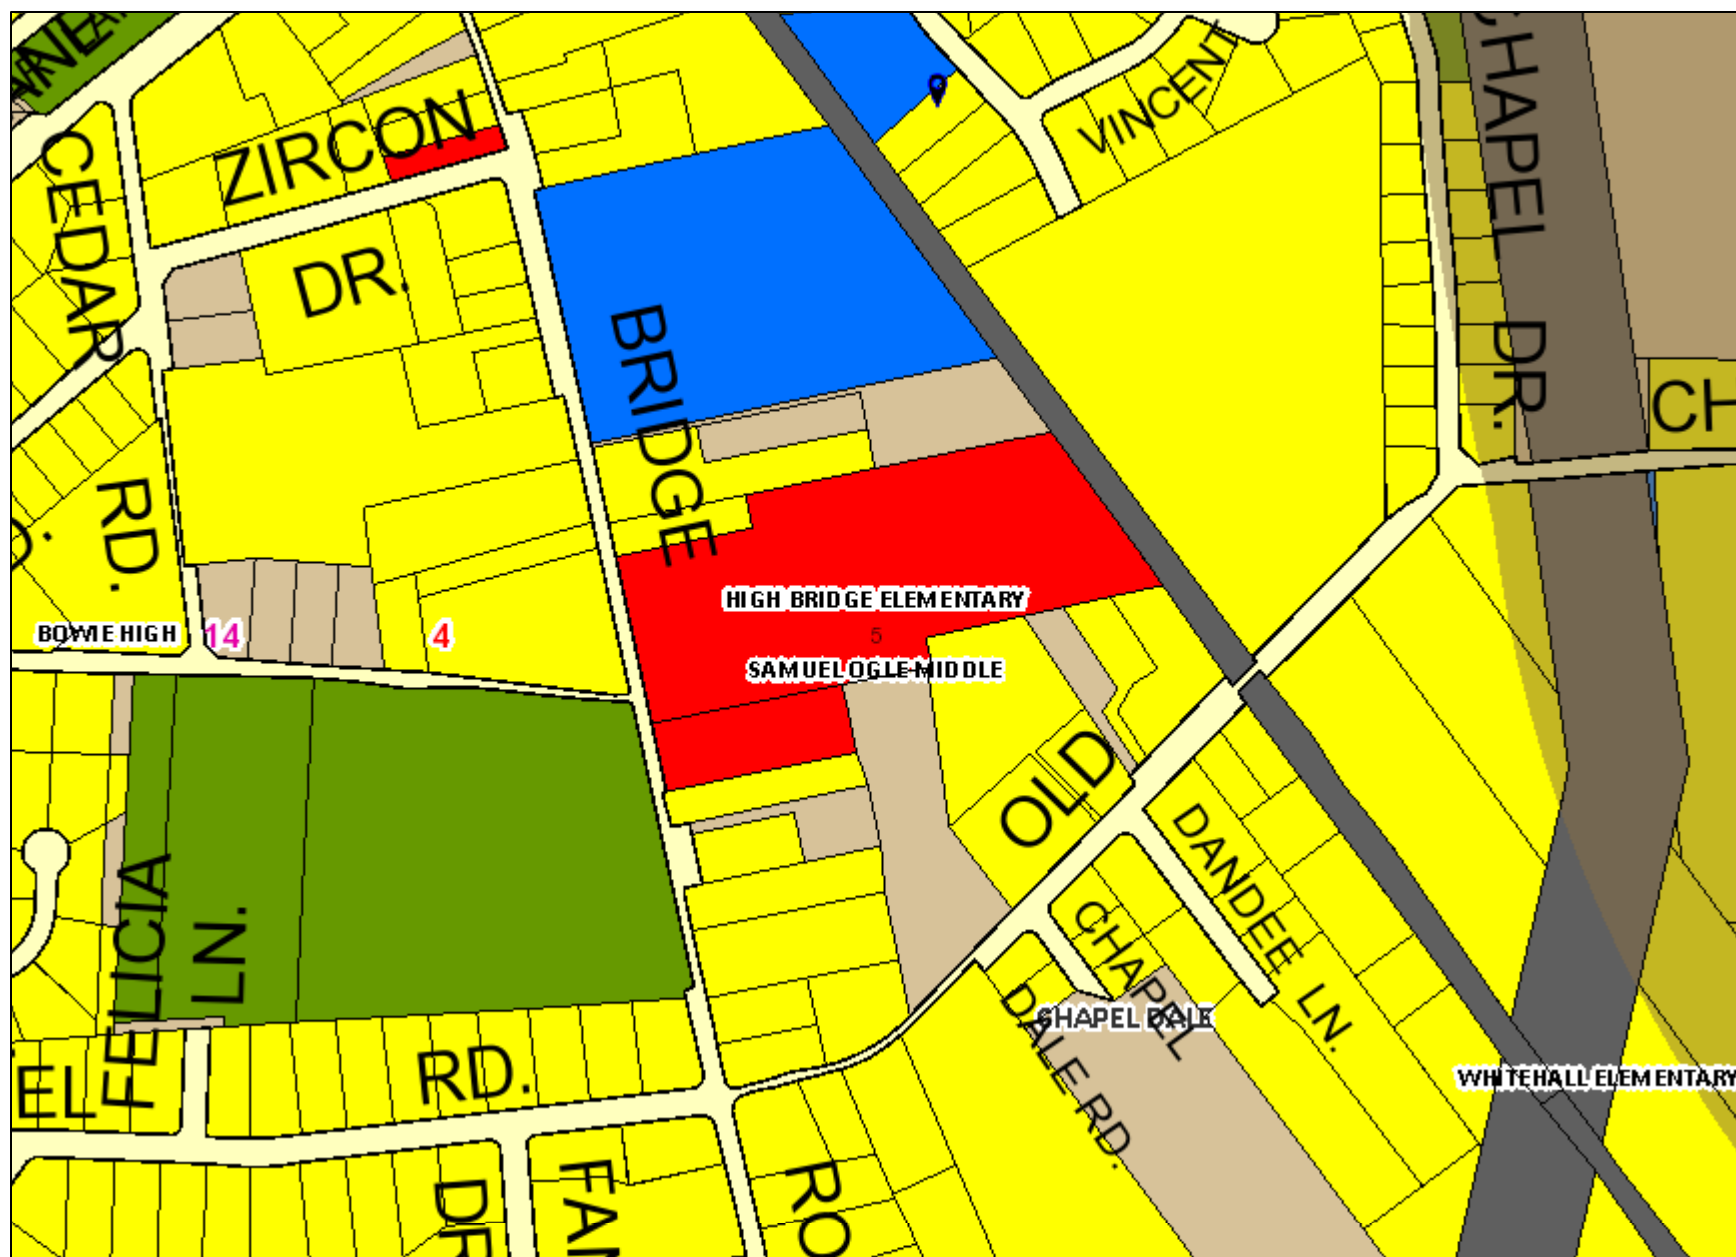 CHAPEL DR.
VINCENT
ZIRCON DR.
CEDAR RD.
BRIDGE
CH
D.
HIGH BRIDGE ELEMENTARY
BOWIE HIGH
14
4
5
SAMUEL OGLE MIDDLE
OLD
DANDEE LN.
FELICIA LN.
CHAPEL
CHAPEL DALE
DALE RD.
WHITEHALL ELEMENTARY
EL
RD.
DR
FAN
RO